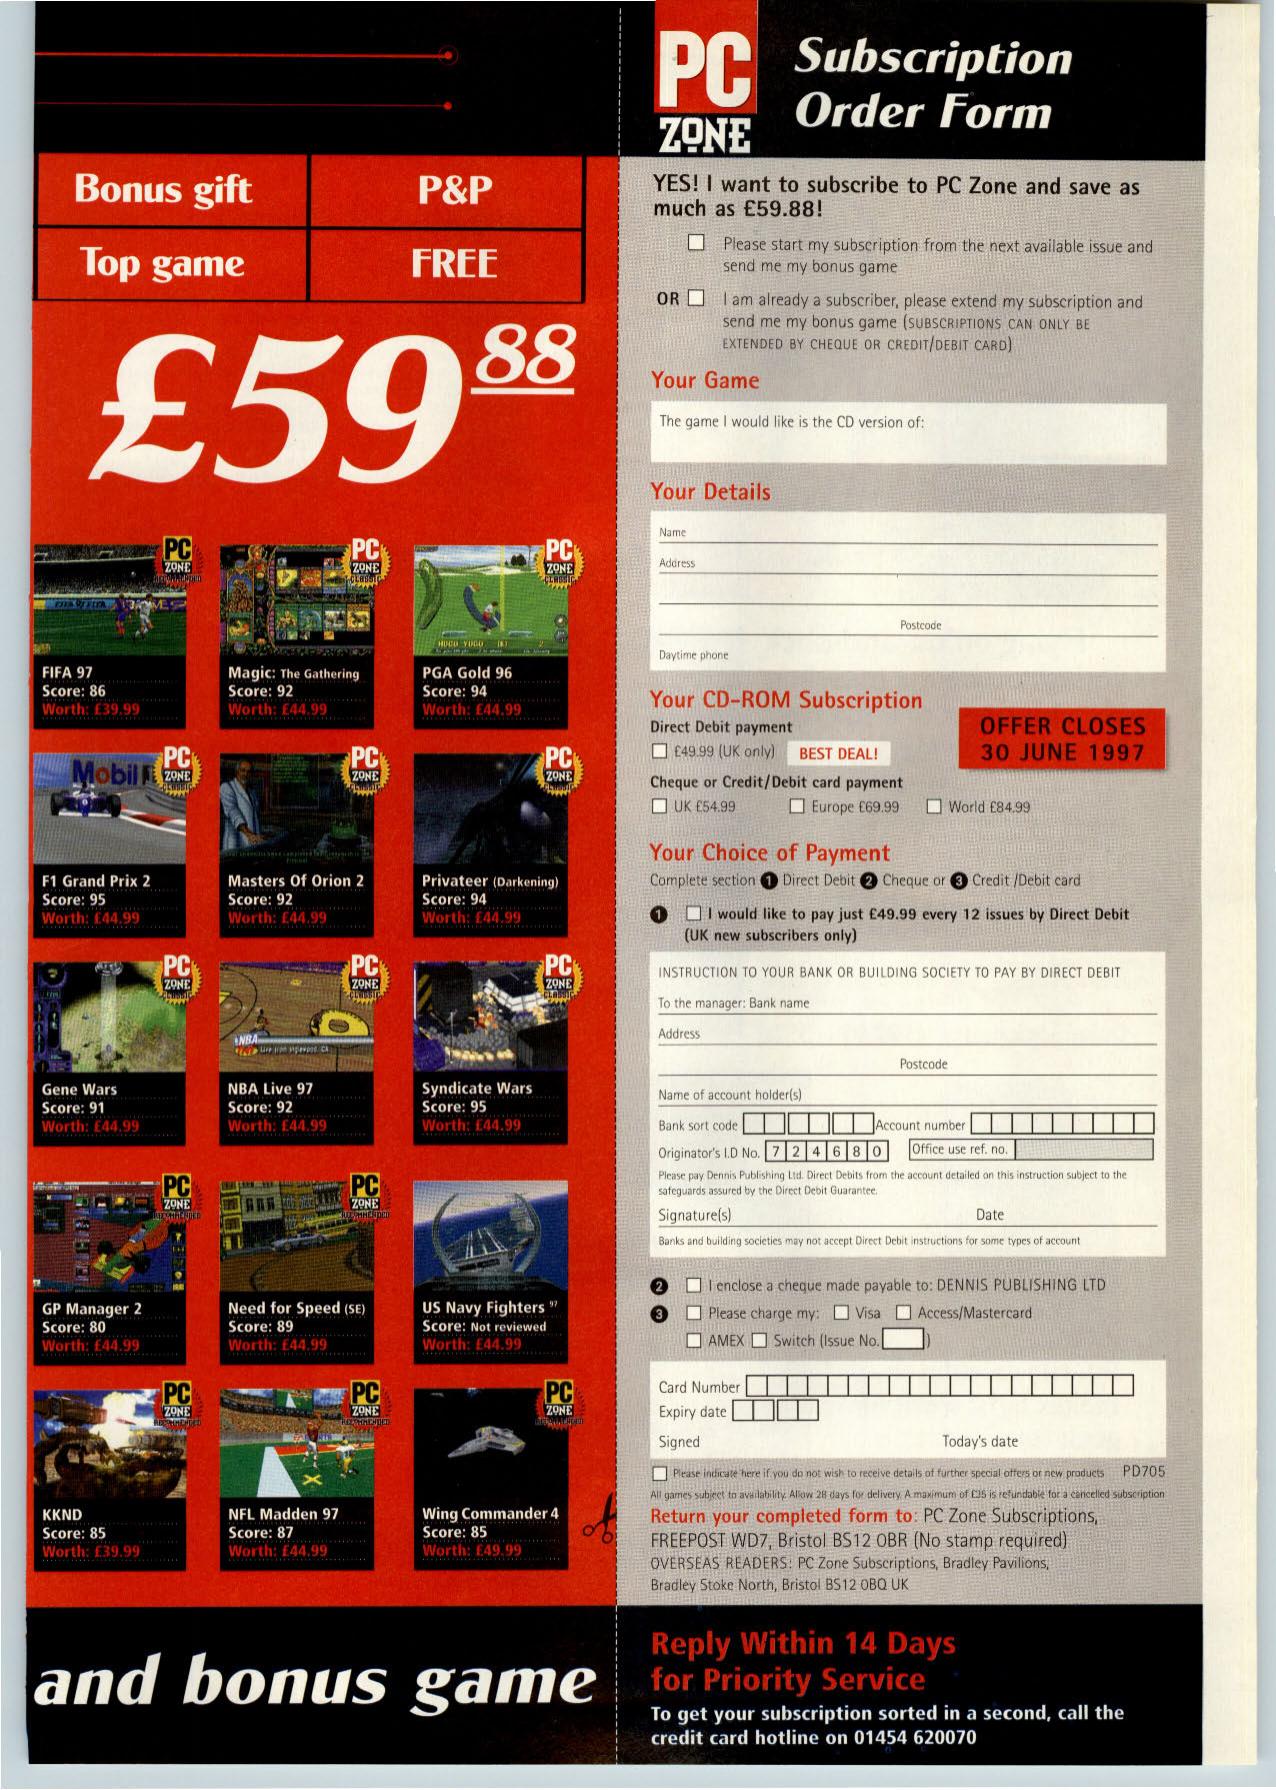 PC ZONE
Subscription
Order Form
Bonus gift
P&P
Top game
FREE
£59 88
FIFA 97
Score: 86
Worth: £39.99
Magic: The Gathering
Score: 92
Worth: £44.99
PGA Gold 96
Score: 94
Worth: £44.99
F1 Grand Prix 2
Score: 95
Worth: £44.99
Masters Of Orion 2
Score: 92
Worth: £44.99
Privateer (Darkening)
Score: 94
Worth: £44.99
Gene Wars
Score: 91
Worth: £44.99
NBA Live 97
Score: 92
Worth: £44.99
Syndicate Wars
Score: 95
Worth: £44.99
GP Manager 2
Score: 80
Worth: £44.99
Need for Speed (SE)
Score: 89
Worth: £44.99
US Navy Fighters 97
Score: Not reviewed
Worth: £44.99
KKND
Score: 85
Worth: £39.99
NFL Madden 97
Score: 87
Worth: £44.99
Wing Commander 4
Score: 85
Worth: £49.99
and bonus game
YES! I want to subscribe to PC Zone and save as
much as £59.88!
Please start my subscription from the next available issue and
send me my bonus game
OR I am already a subscriber, please extend my subscription and
send me my bonus game (SUBSCRIPTIONS CAN ONLY BE
EXTENDED BY CHEQUE OR CREDIT/DEBIT CARD)
Your Game
The game I would like is the CD version of:
Your Details
Name
Address
Postcode
Daytime phone
Your CD-ROM Subscription
Direct Debit payment
£49.99 (UK only) BEST DEAL!
OFFER CLOSES
30 JUNE 1997
Cheque or Credit/Debit card payment
UK £54.99 Europe £69.99 World £84.99
Your Choice of Payment
Complete section 1 Direct Debit 2 Cheque or 3 Credit /Debit card
1 I would like to pay just £49.99 every 12 issues by Direct Debit
(UK new subscribers only)
INSTRUCTION TO YOUR BANK OR BUILDING SOCIETY TO PAY BY DIRECT DEBIT
To the manager: Bank name
Address
Postcode
Name of account holder(s)
Bank sort code Account number
Originator's I.D No. 7 2 4 6 8 0 Office use ref. no.
Please pay Dennis Publishing Ltd. Direct Debits from the account detailed on this instruction subject to the
safeguards assured by the Direct Debit Guarantee.
Signature(s) Date
Banks and building societies may not accept Direct Debit instructions for some types of account
2 I enclose a cheque made payable to: DENNIS PUBLISHING LTD
3 Please charge my: Visa Access/Mastercard
AMEX Switch (Issue No. )
Card Number
Expiry date
Signed Today's date
Please indicate here if you do not wish to receive details of further special offers or new products PD705
All games subject to availability. Allow 28 days for delivery. A maximum of £35 is refundable for a cancelled subscription
Return your completed form to: PC Zone Subscriptions,
FREEPOST WD7, Bristol BS12 0BR (No stamp required)
OVERSEAS READERS: PC Zone Subscriptions, Bradley Pavilions,
Bradley Stoke North, Bristol BS12 0BQ UK
Reply Within 14 Days
for Priority Service
To get your subscription sorted in a second, call the
credit card hotline on 01454 620070